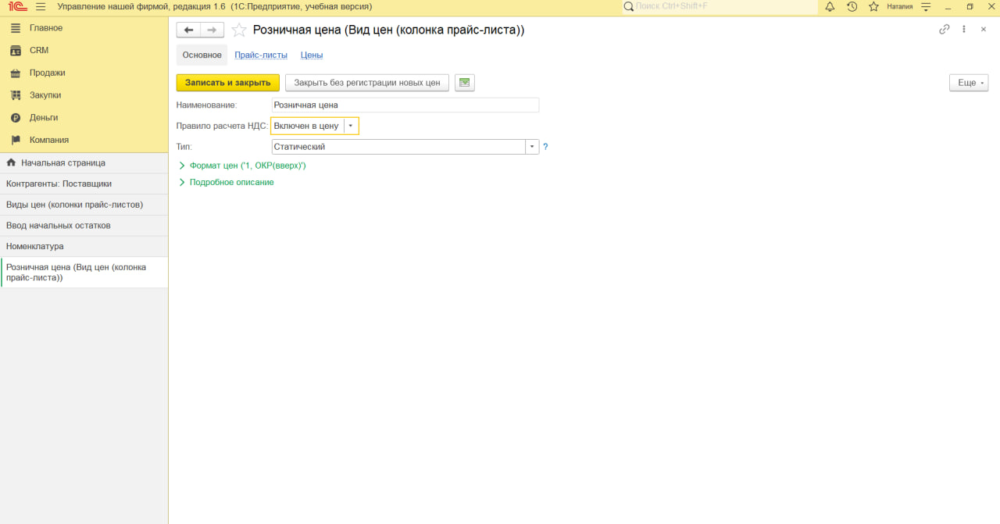 1С Управление нашей фирмой, редакция 1.6 (1С:Предприятие, учебная версия) Поиск Ctrl+Shift+F Наталия
Главное
CRM
Продажи
Закупки
Деньги
Компания
Начальная страница
Контрагенты: Поставщики
Виды цен (колонки прайс-листов)
Ввод начальных остатков
Номенклатура
Розничная цена (Вид цен (колонка
прайс-листа))
Розничная цена (Вид цен (колонка прайс-листа))
Основное Прайс-листы Цены
Записать и закрыть Закрыть без регистрации новых цен Еще
Наименование: Розничная цена
Правило расчета НДС: Включен в цену
Тип: Статический ?
Формат цен ('1, ОКР(вверх)')
Подробное описание